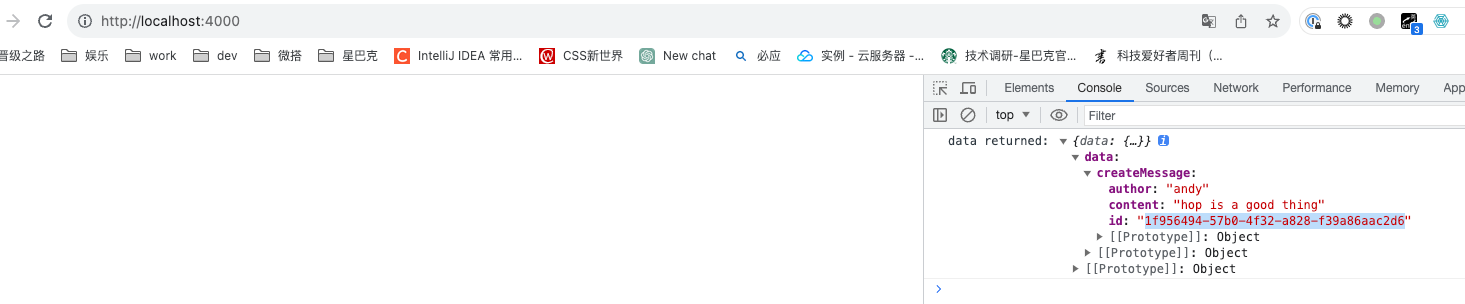 http://localhost:4000
晋级之路 娱乐 work dev 微搭 星巴克 IntelliJ IDEA 常用... CSS新世界 New chat 必应 实例 - 云服务器 -... 技术调研-星巴克官... 科技爱好者周刊（...
3
Elements Console Sources Network Performance Memory App
top Filter
data returned: ▼{data: {…}} i
▼data:
▼createMessage:
author: "andy"
content: "hop is a good thing"
id: "1f956494-57b0-4f32-a828-f39a86aac2d6"
▶[[Prototype]]: Object
▶[[Prototype]]: Object
▶[[Prototype]]: Object
>